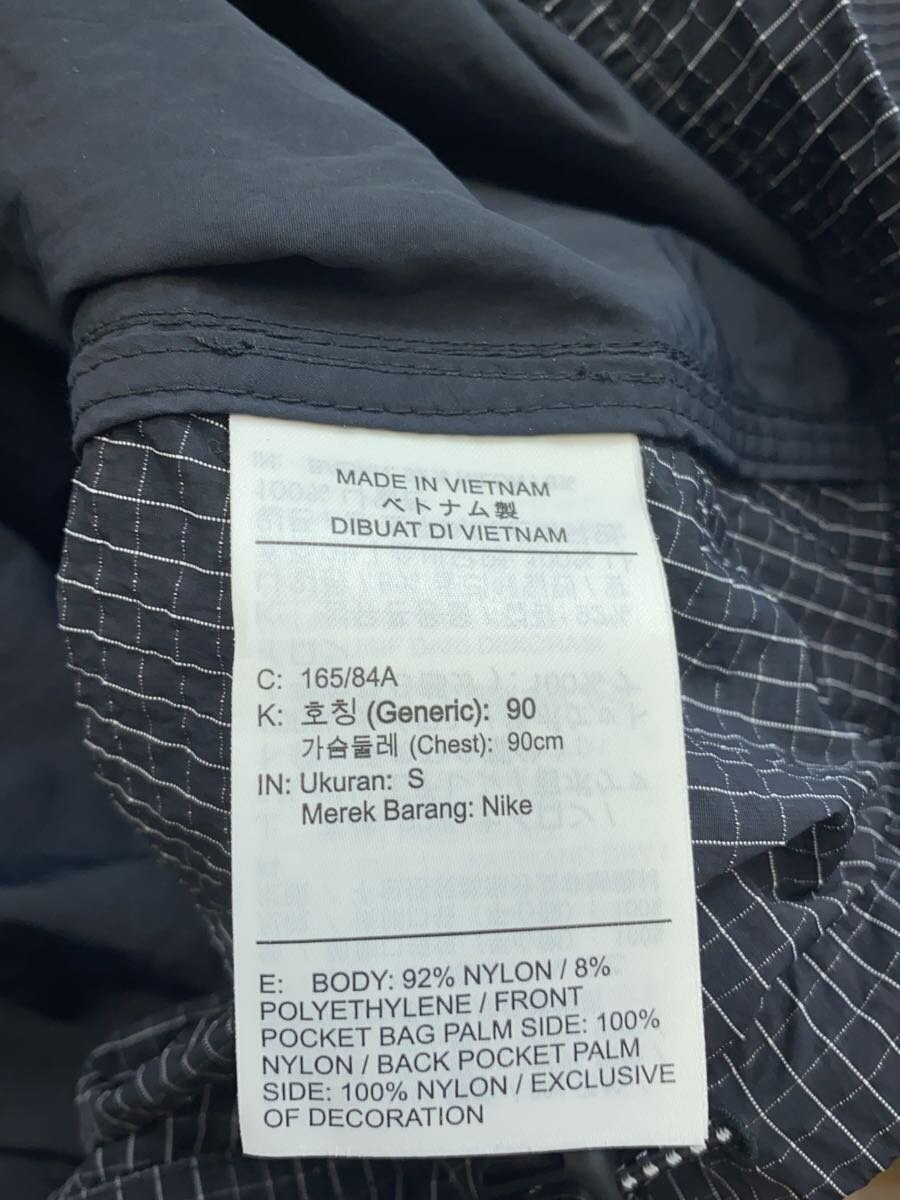 MADE IN VIETNAM
ベトナム製
DIBUAT DI VIETNAM
C: 165/84A
K: 호칭 (Generic): 90
가슴둘레 (Chest): 90cm
IN: Ukuran: S
Merek Barang: Nike
E: BODY: 92% NYLON / 8%
POLYETHYLENE / FRONT
POCKET BAG PALM SIDE: 100%
NYLON / BACK POCKET PALM
SIDE: 100% NYLON / EXCLUSIVE
OF DECORATION